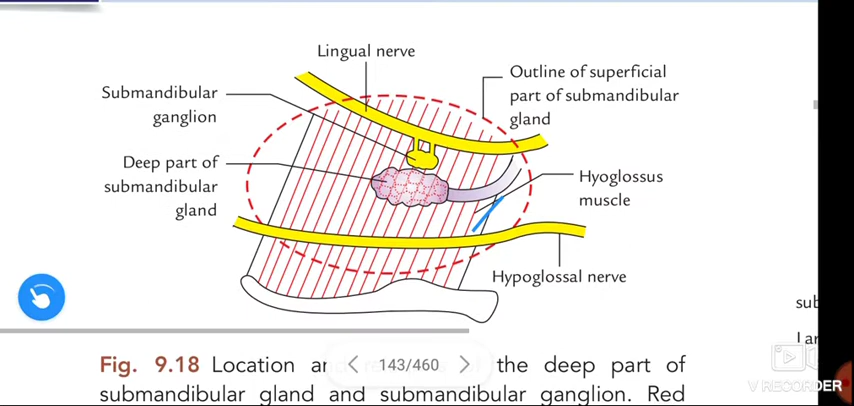 Lingual nerve
Submandibular
ganglion
Outline of superficial
part of submandibular
gland
Deep part of
submandibular
gland
Hyoglossus
muscle
Hypoglossal nerve
Fig. 9.18 Location the deep part of
143/460
submandibular gland and submandibular ganglion. Red
V RECORDER